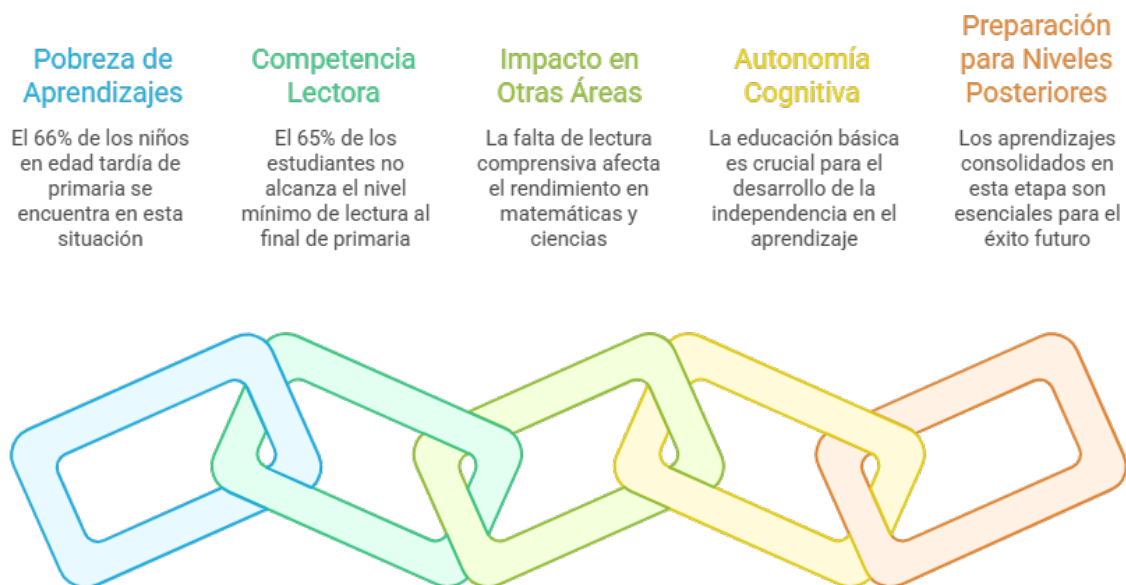 Pobreza de
Aprendizajes
El 66% de los niños
en edad tardía de
primaria se
encuentra en esta
situación
Competencia
Lectora
El 65% de los
estudiantes no
alcanza el nivel
mínimo de lectura al
final de primaria
Impacto en
Otras Áreas
La falta de lectura
comprensiva afecta
el rendimiento en
matemáticas y
ciencias
Autonomía
Cognitiva
La educación básica
es crucial para el
desarrollo de la
independencia en el
aprendizaje
Preparación
para Niveles
Posteriores
Los aprendizajes
consolidados en
esta etapa son
esenciales para el
éxito futuro